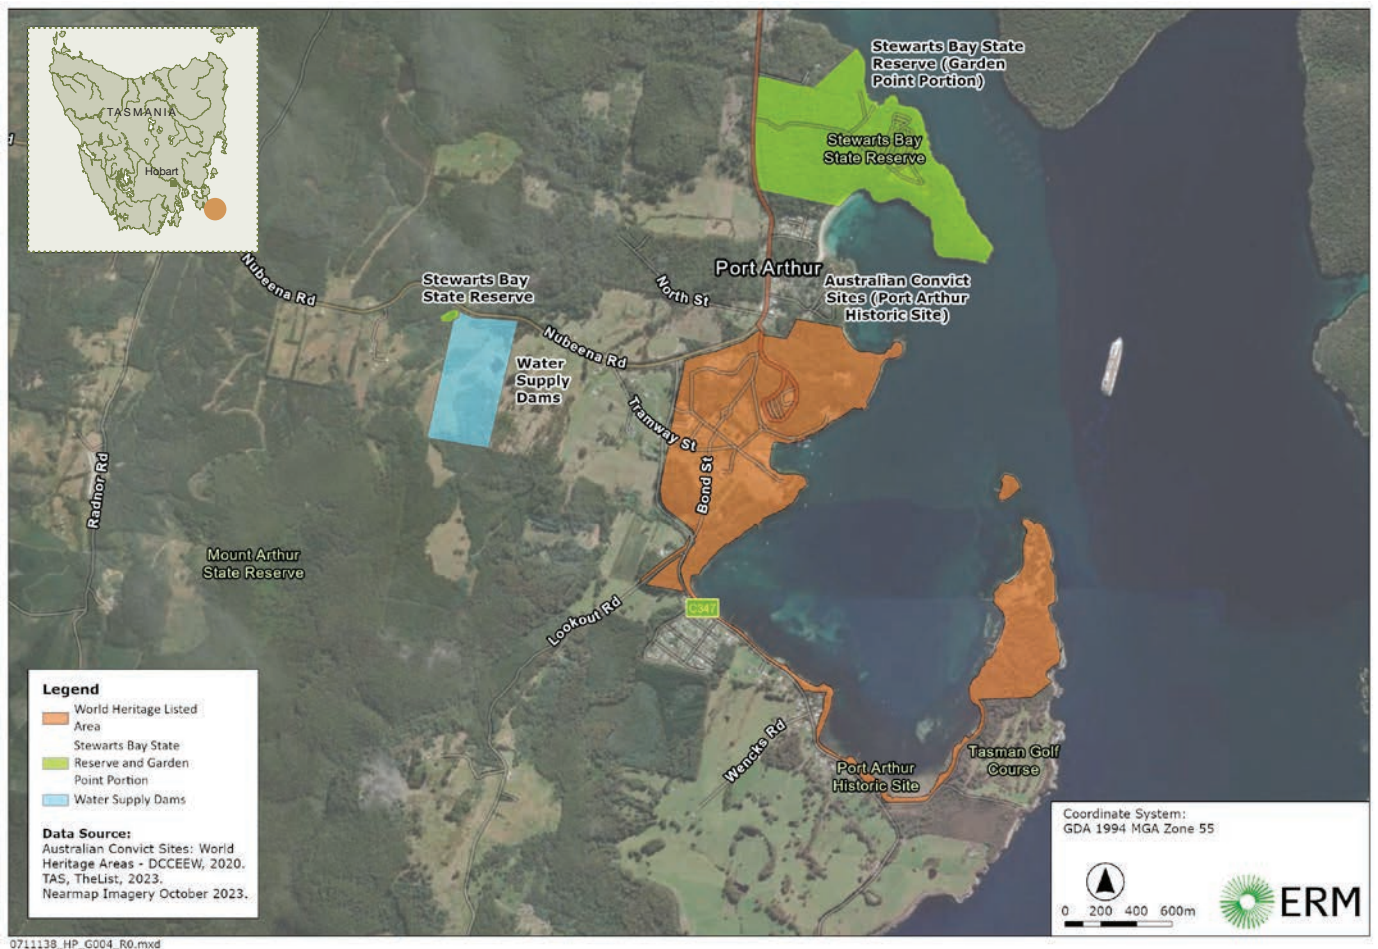 TASMANIA
Hobart
Stewarts Bay State
Reserve (Garden
Point Portion)
Stewarts Bay
State Reserve
Port Arthur
Australian Convict
Sites (Port Arthur
Historic Site)
Nubeena Rd
Stewarts Bay
State Reserve
North St
Nubeena Rd
Water
Supply
Dams
Tramway St
Bond St
Radnor Rd
Mount Arthur
State Reserve
Lookout Rd
C347
Wencks Rd
Port Arthur
Historic Site
Tasman Golf
Course
Legend
World Heritage Listed
Area
Stewarts Bay State
Reserve and Garden
Point Portion
Water Supply Dams
Data Source:
Australian Convict Sites: World
Heritage Areas - DCCEEW, 2020.
TAS, TheList, 2023.
Nearmap Imagery October 2023.
Coordinate System:
GDA 1994 MGA Zone 55
0 200 400 600m
ERM
0711138_HP_G004_R0.mxd